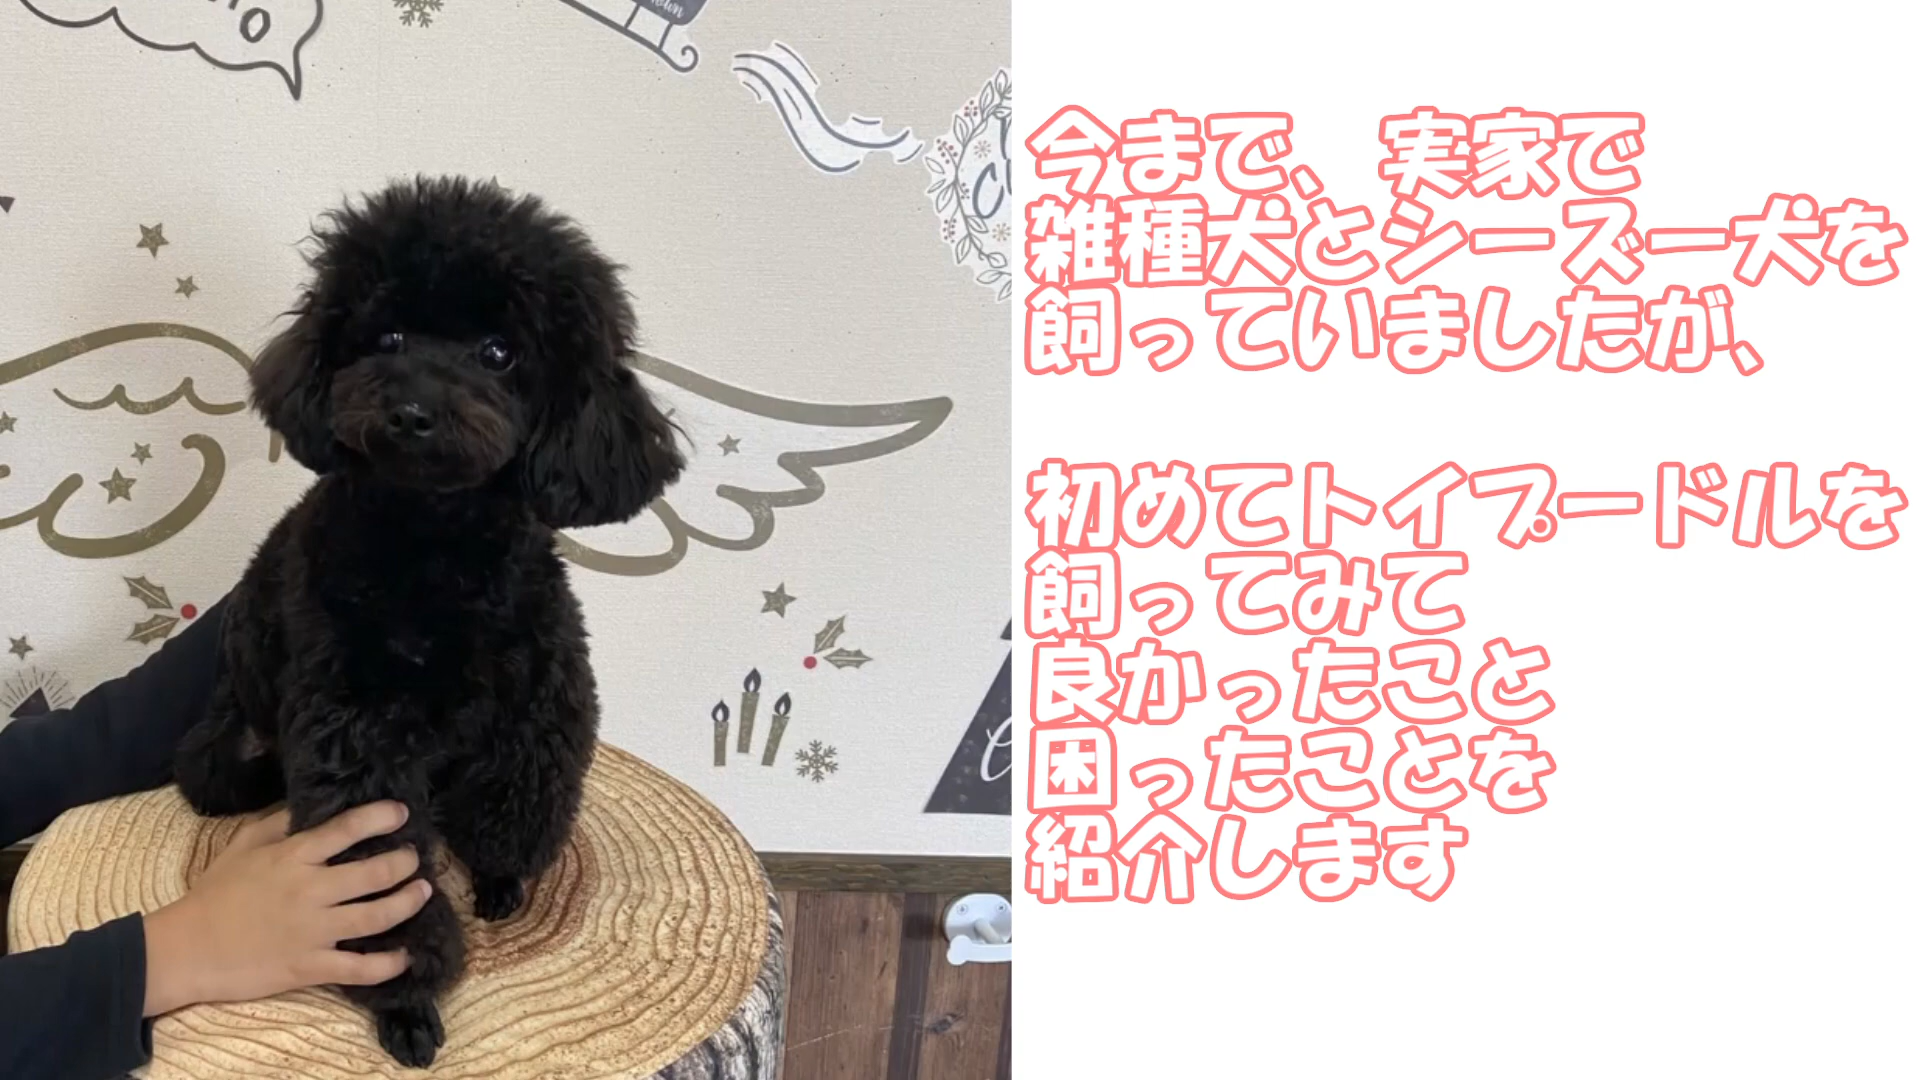 今まで、実家で
雑種犬とシーズー犬を
飼っていましたが、
初めてトイプードルを
飼ってみて
良かったこと
困ったことを
紹介します